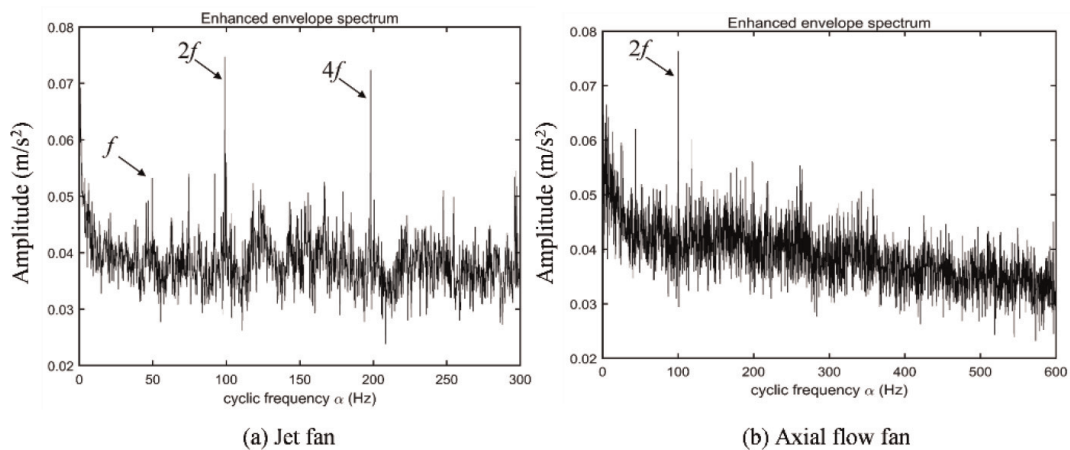 Enhanced envelope spectrum
0.08
0.07
0.06
0.05
0.04
0.03
0.02
Amplitude (m/s²)
f
2f
4f
0 50 100 150 200 250 300
cyclic frequency α (Hz)
(a) Jet fan
Enhanced envelope spectrum
0.08
0.07
0.06
0.05
0.04
0.03
0.02
Amplitude (m/s²)
2f
0 100 200 300 400 500 600
cyclic frequency α (Hz)
(b) Axial flow fan